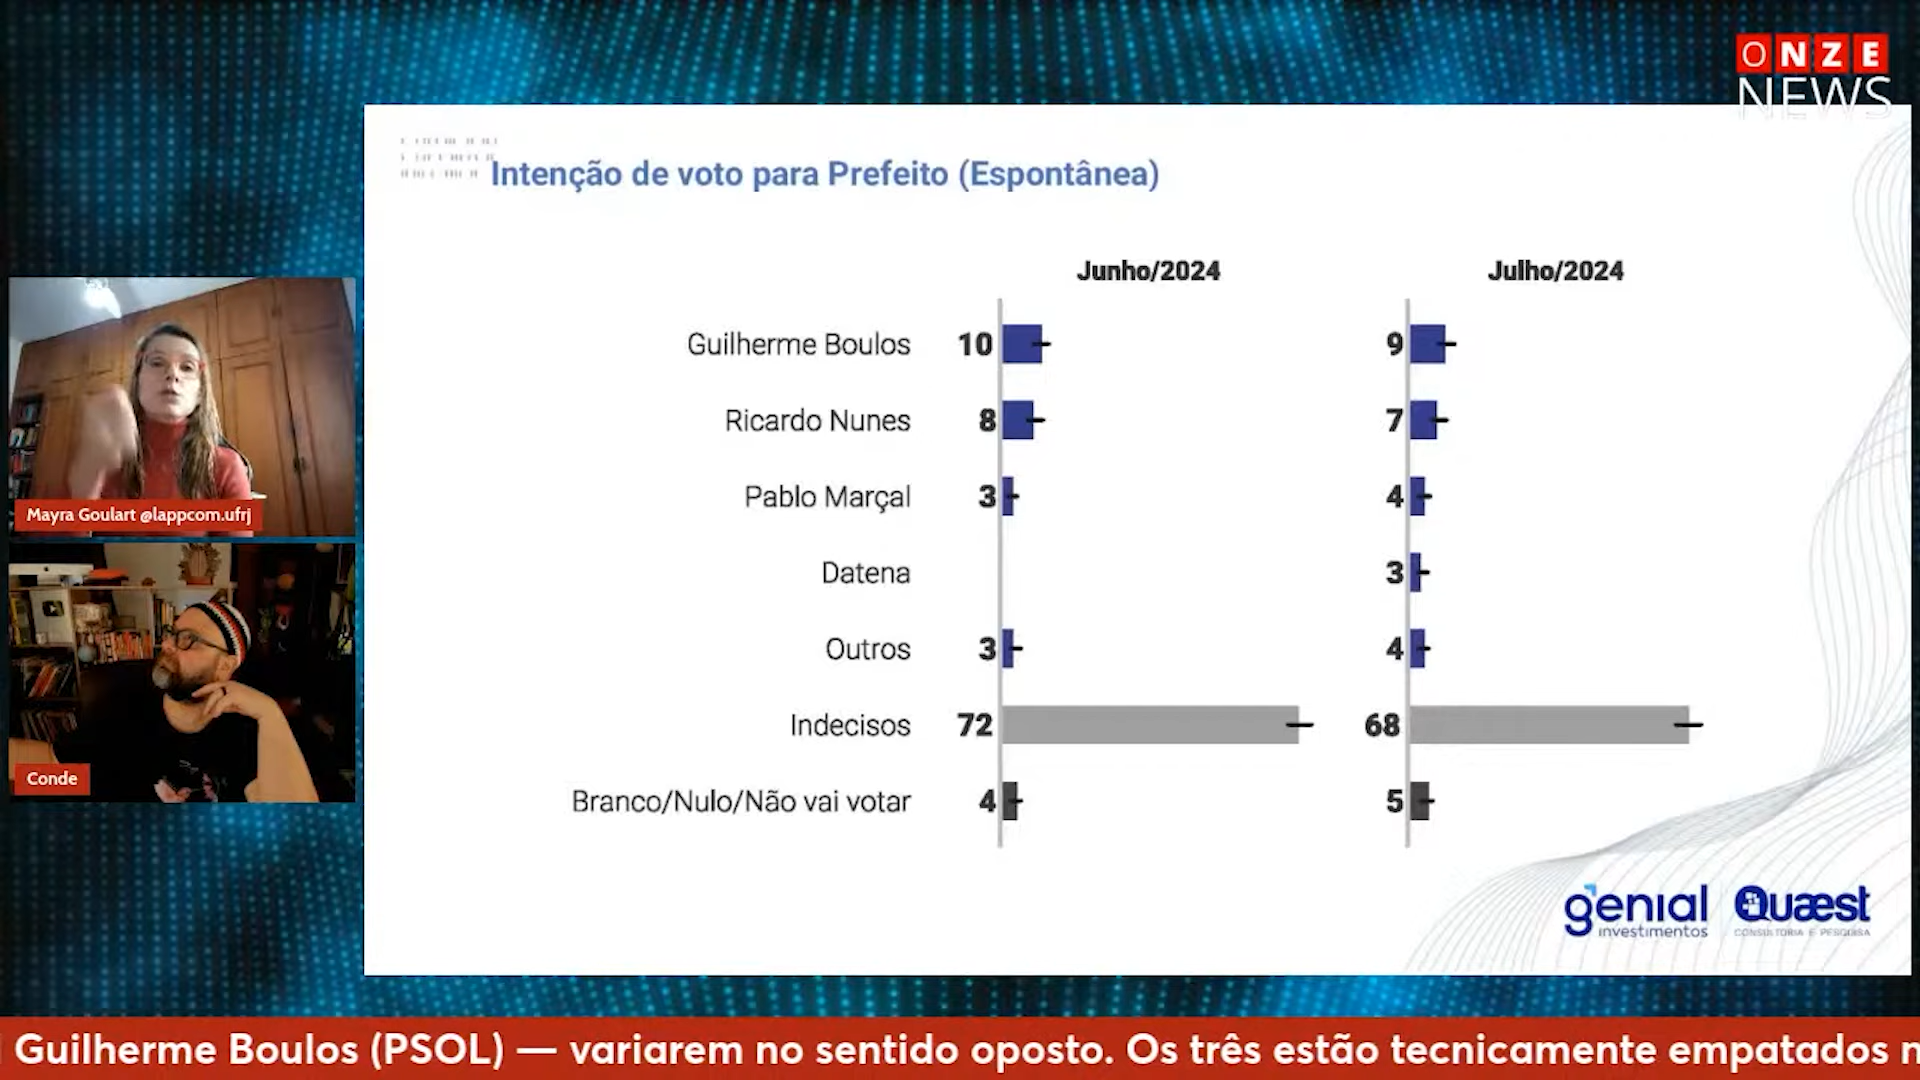 ONZE
NEWS
Intenção de voto para Prefeito (Espontânea)
Junho/2024 Julho/2024
Guilherme Boulos 10 9
Ricardo Nunes 8 7
Pablo Marçal 3 4
Datena 3
Outros 3 4
Indecisos 72 68
Branco/Nulo/Não vai votar 4 5
Mayra Goulart @lappcom.ufrj
Conde
genial
investimentos
Quæst
CONSULTORIA E PESQUISA
Guilherme Boulos (PSOL) — variarem no sentido oposto. Os três estão tecnicamente empatados